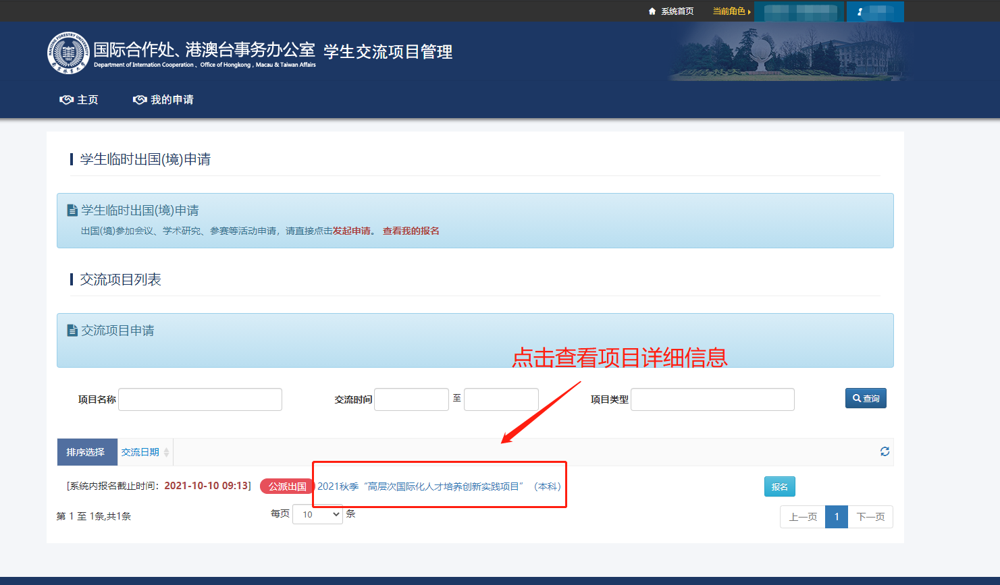 系统首页 当前角色
NANJING FORESTRY UNIVERSITY
国际合作处、港澳台事务办公室 学生交流项目管理
Department of Internation Cooperation 、Office of Hongkong , Macau & Taiwan Affairs
主页 我的申请
学生临时出国(境)申请
学生临时出国(境)申请
出国(境)参加会议、学术研究、参赛等活动申请，请直接点击发起申请。 查看我的报名
交流项目列表
交流项目申请
点击查看项目详细信息
项目名称 交流时间 至 项目类型 查询
排序选择 交流日期
[系统内报名截止时间：2021-10-10 09:13] 公派出国 2021秋季“高层次国际化人才培养创新实践项目”（本科） 报名
第 1 至 1条,共1条 每页 10 条 上一页 1 下一页